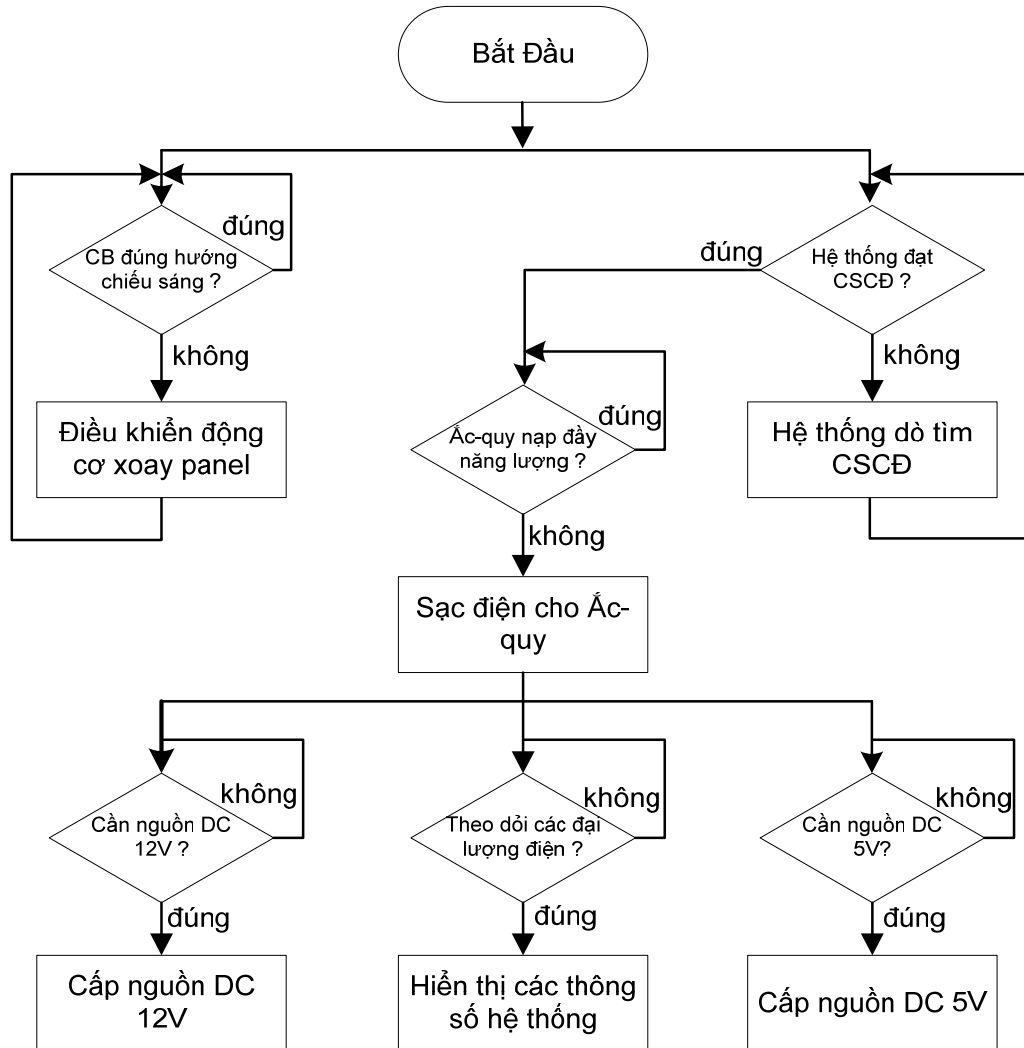 Bắt Đầu
đúng
CB đúng hướng
chiếu sáng ?
không
Điều khiển động
cơ xoay panel
đúng
Hệ thống đạt
CSCĐ ?
không
Hệ thống dò tìm
CSCĐ
đúng
Ắc-quy nạp đầy
năng lượng ?
không
Sạc điện cho Ắc-
quy
không
Cần nguồn DC
12V ?
đúng
Cấp nguồn DC
12V
không
Theo dỏi các đại
lượng điện ?
đúng
Hiển thị các thông
số hệ thống
không
Cần nguồn DC
5V?
đúng
Cấp nguồn DC 5V